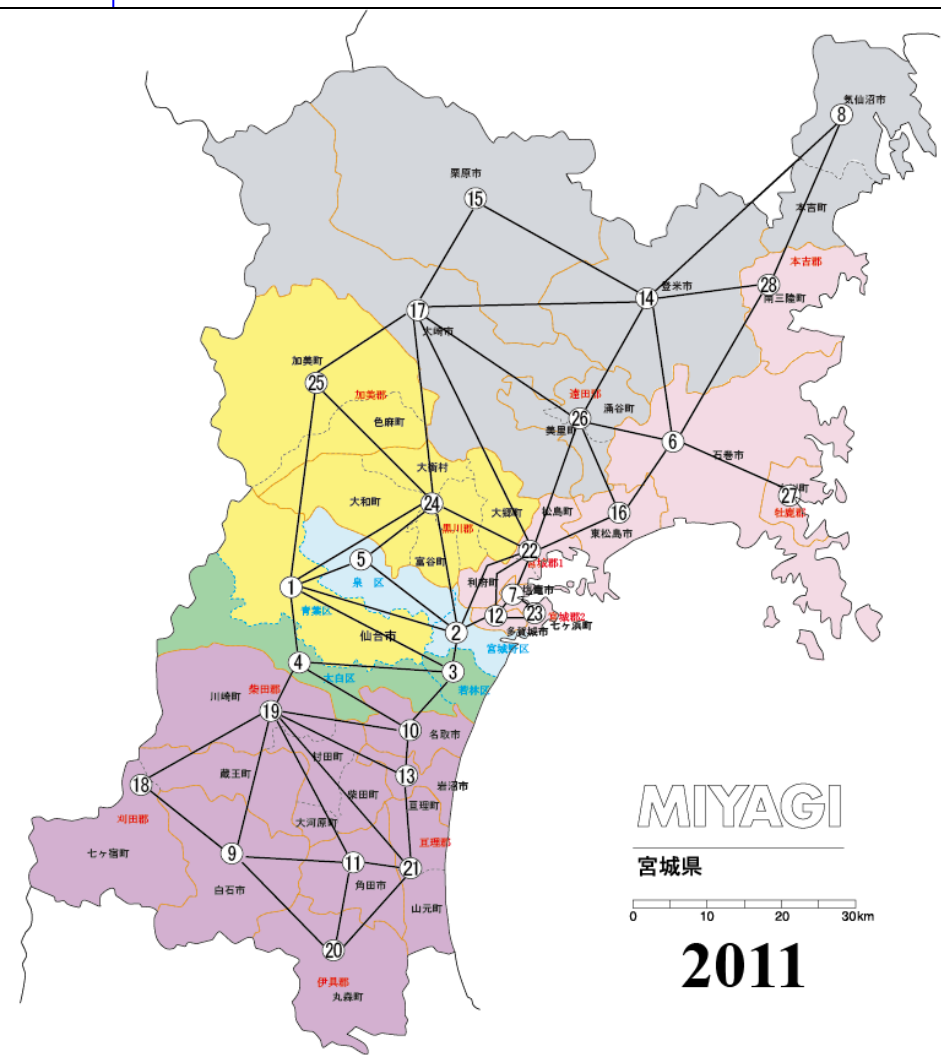 気仙沼市
8
栗原市
15
本吉町
本吉郡
登米市
14
28
南三陸町
17
大崎市
加美町
25
加美郡
色麻町
遠田郡
涌谷町
26
美里町
6
石巻市
大衡村
大和町
24
大郷町
黒川郡
松島町
16
東松島市
27
牡鹿郡
5
富谷町
22
宮城郡1
泉 区
利府町
1
青葉区
7
塩竈市
12
23
宮城郡2
七ヶ浜町
多賀城市
仙台市
2
宮城野区
4
太白区
3
若林区
川崎町
柴田郡
19
10
名取市
村田町
蔵王町
13
岩沼市
18
柴田町
亘理町
刈田郡
大河原町
亘理郡
七ヶ宿町
9
11
21
白石市
角田市
山元町
20
伊具郡
丸森町
MIYAGI
宮城県
0 10 20 30km
2011